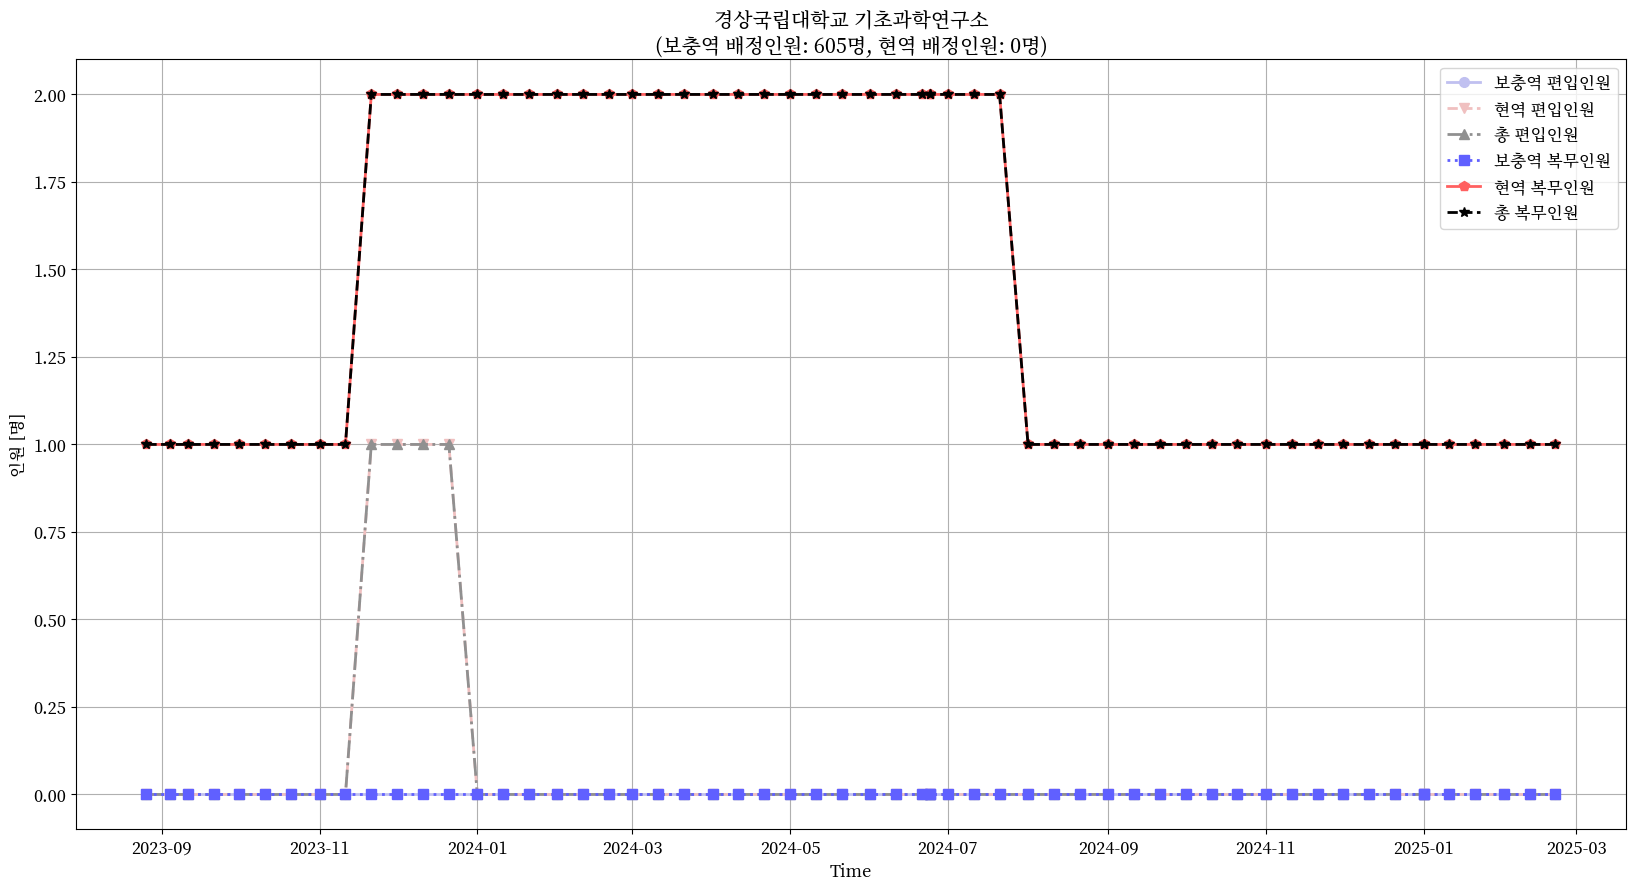 경상국립대학교 기초과학연구소
(보충역 배정인원: 605명, 현역 배정인원: 0명)
보충역 편입인원
현역 편입인원
총 편입인원
보충역 복무인원
현역 복무인원
총 복무인원
인원 [명]
2.00
1.75
1.50
1.25
1.00
0.75
0.50
0.25
0.00
2023-09 2023-11 2024-01 2024-03 2024-05 2024-07 2024-09 2024-11 2025-01 2025-03
Time